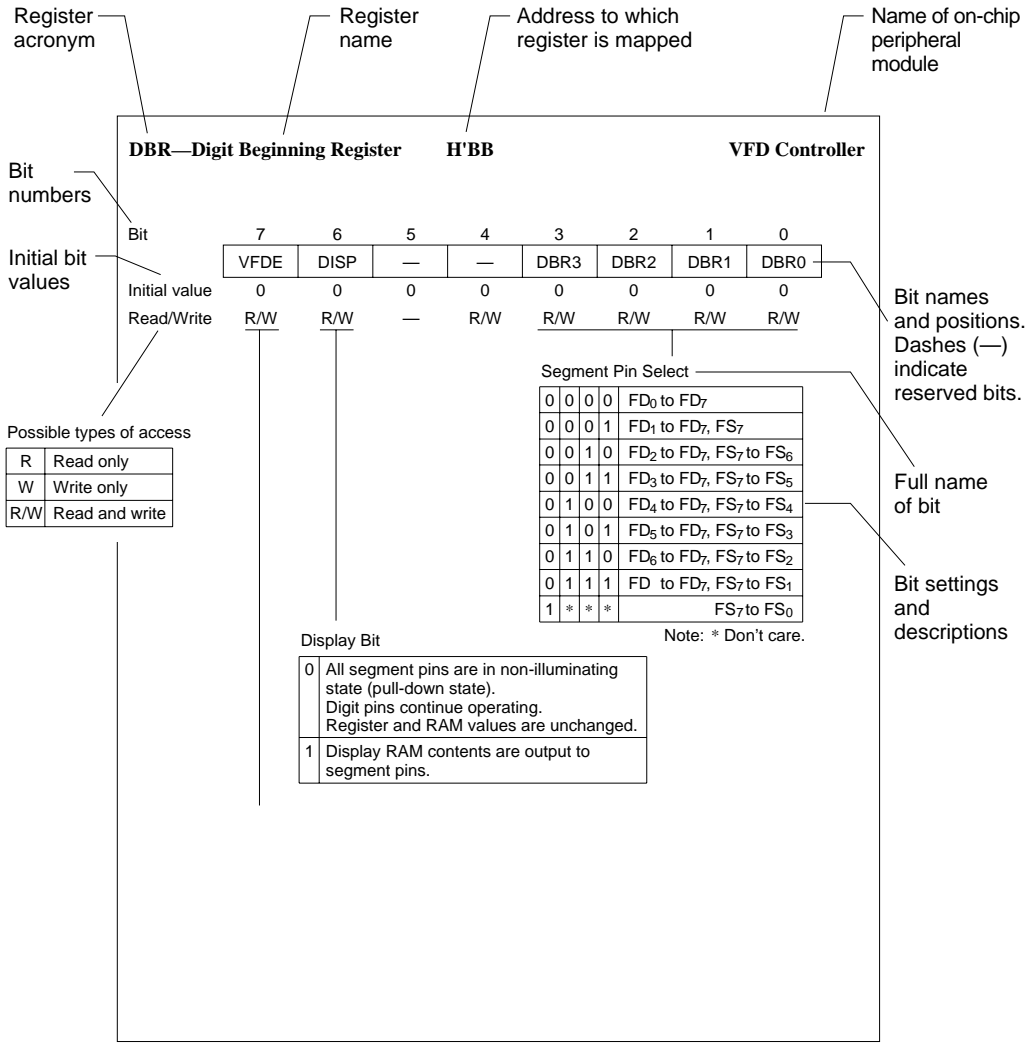 Register acronym
Register name
Address to which register is mapped
Name of on-chip peripheral module
DBR—Digit Beginning Register H'BB VFD Controller
Bit numbers
Bit 7 6 5 4 3 2 1 0
VFDE DISP — — DBR3 DBR2 DBR1 DBR0
Initial bit values
Initial value 0 0 0 0 0 0 0 0
Read/Write R/W R/W — R/W R/W R/W R/W R/W
Bit names and positions. Dashes (—) indicate reserved bits.
Possible types of access
R Read only
W Write only
R/W Read and write
Segment Pin Select
0 0 0 0 FD0 to FD7
0 0 0 1 FD1 to FD7, FS7
0 0 1 0 FD2 to FD7, FS7 to FS6
0 0 1 1 FD3 to FD7, FS7 to FS5
0 1 0 0 FD4 to FD7, FS7 to FS4
0 1 0 1 FD5 to FD7, FS7 to FS3
0 1 1 0 FD6 to FD7, FS7 to FS2
0 1 1 1 FD to FD7, FS7 to FS1
1 * * * FS7 to FS0
Note: * Don't care.
Full name of bit
Bit settings and descriptions
Display Bit
0 All segment pins are in non-illuminating
state (pull-down state).
Digit pins continue operating.
Register and RAM values are unchanged.
1 Display RAM contents are output to
segment pins.